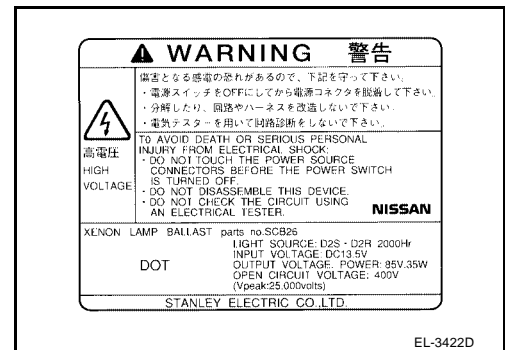 WARNING 警告
傷害となる感電の恐れがあるので、下記を守って下さい。
・電源スイッチをOFFにしてから電源コネクタを脱着して下さい。
・分解したり、回路やハーネスを改造しないで下さい。
・電気テスターを用いて回路診断をしないで下さい。
高電圧
HIGH
VOLTAGE
TO AVOID DEATH OR SERIOUS PERSONAL
INJURY FROM ELECTRICAL SHOCK:
・DO NOT TOUCH THE POWER SOURCE
CONNECTORS BEFORE THE POWER SWITCH
IS TURNED OFF.
・DO NOT DISASSEMBLE THIS DEVICE.
・DO NOT CHECK THE CIRCUIT USING
AN ELECTRICAL TESTER.
NISSAN
XENON LAMP BALLAST parts no.SCB26
LIGHT SOURCE: D2S・D2R 2000Hr
INPUT VOLTAGE: DC13.5V
DOT
OUTPUT VOLTAGE. POWER: 85V.35W
OPEN CIRCUIT VOLTAGE: 400V
(Vpeak:25,000volts)
STANLEY ELECTRIC CO.,LTD.
EL-3422D